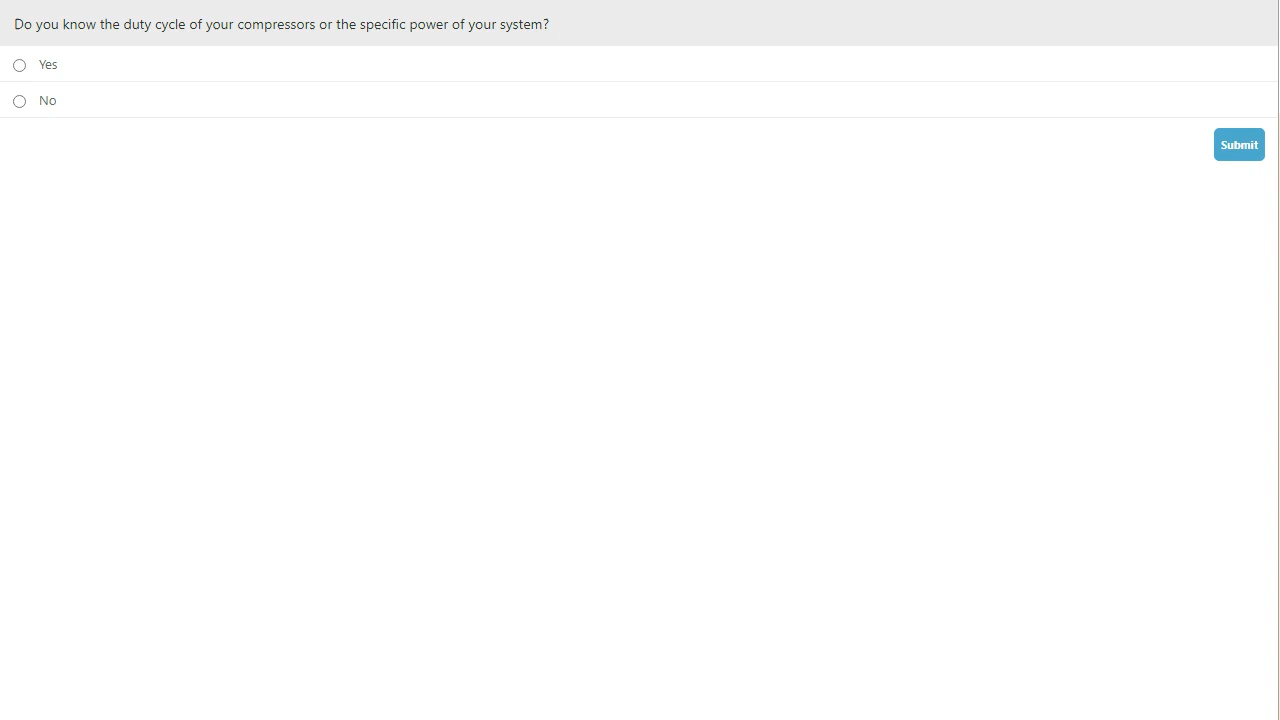 Do you know the duty cycle of your compressors or the specific power of your system?
Yes
No
Submit